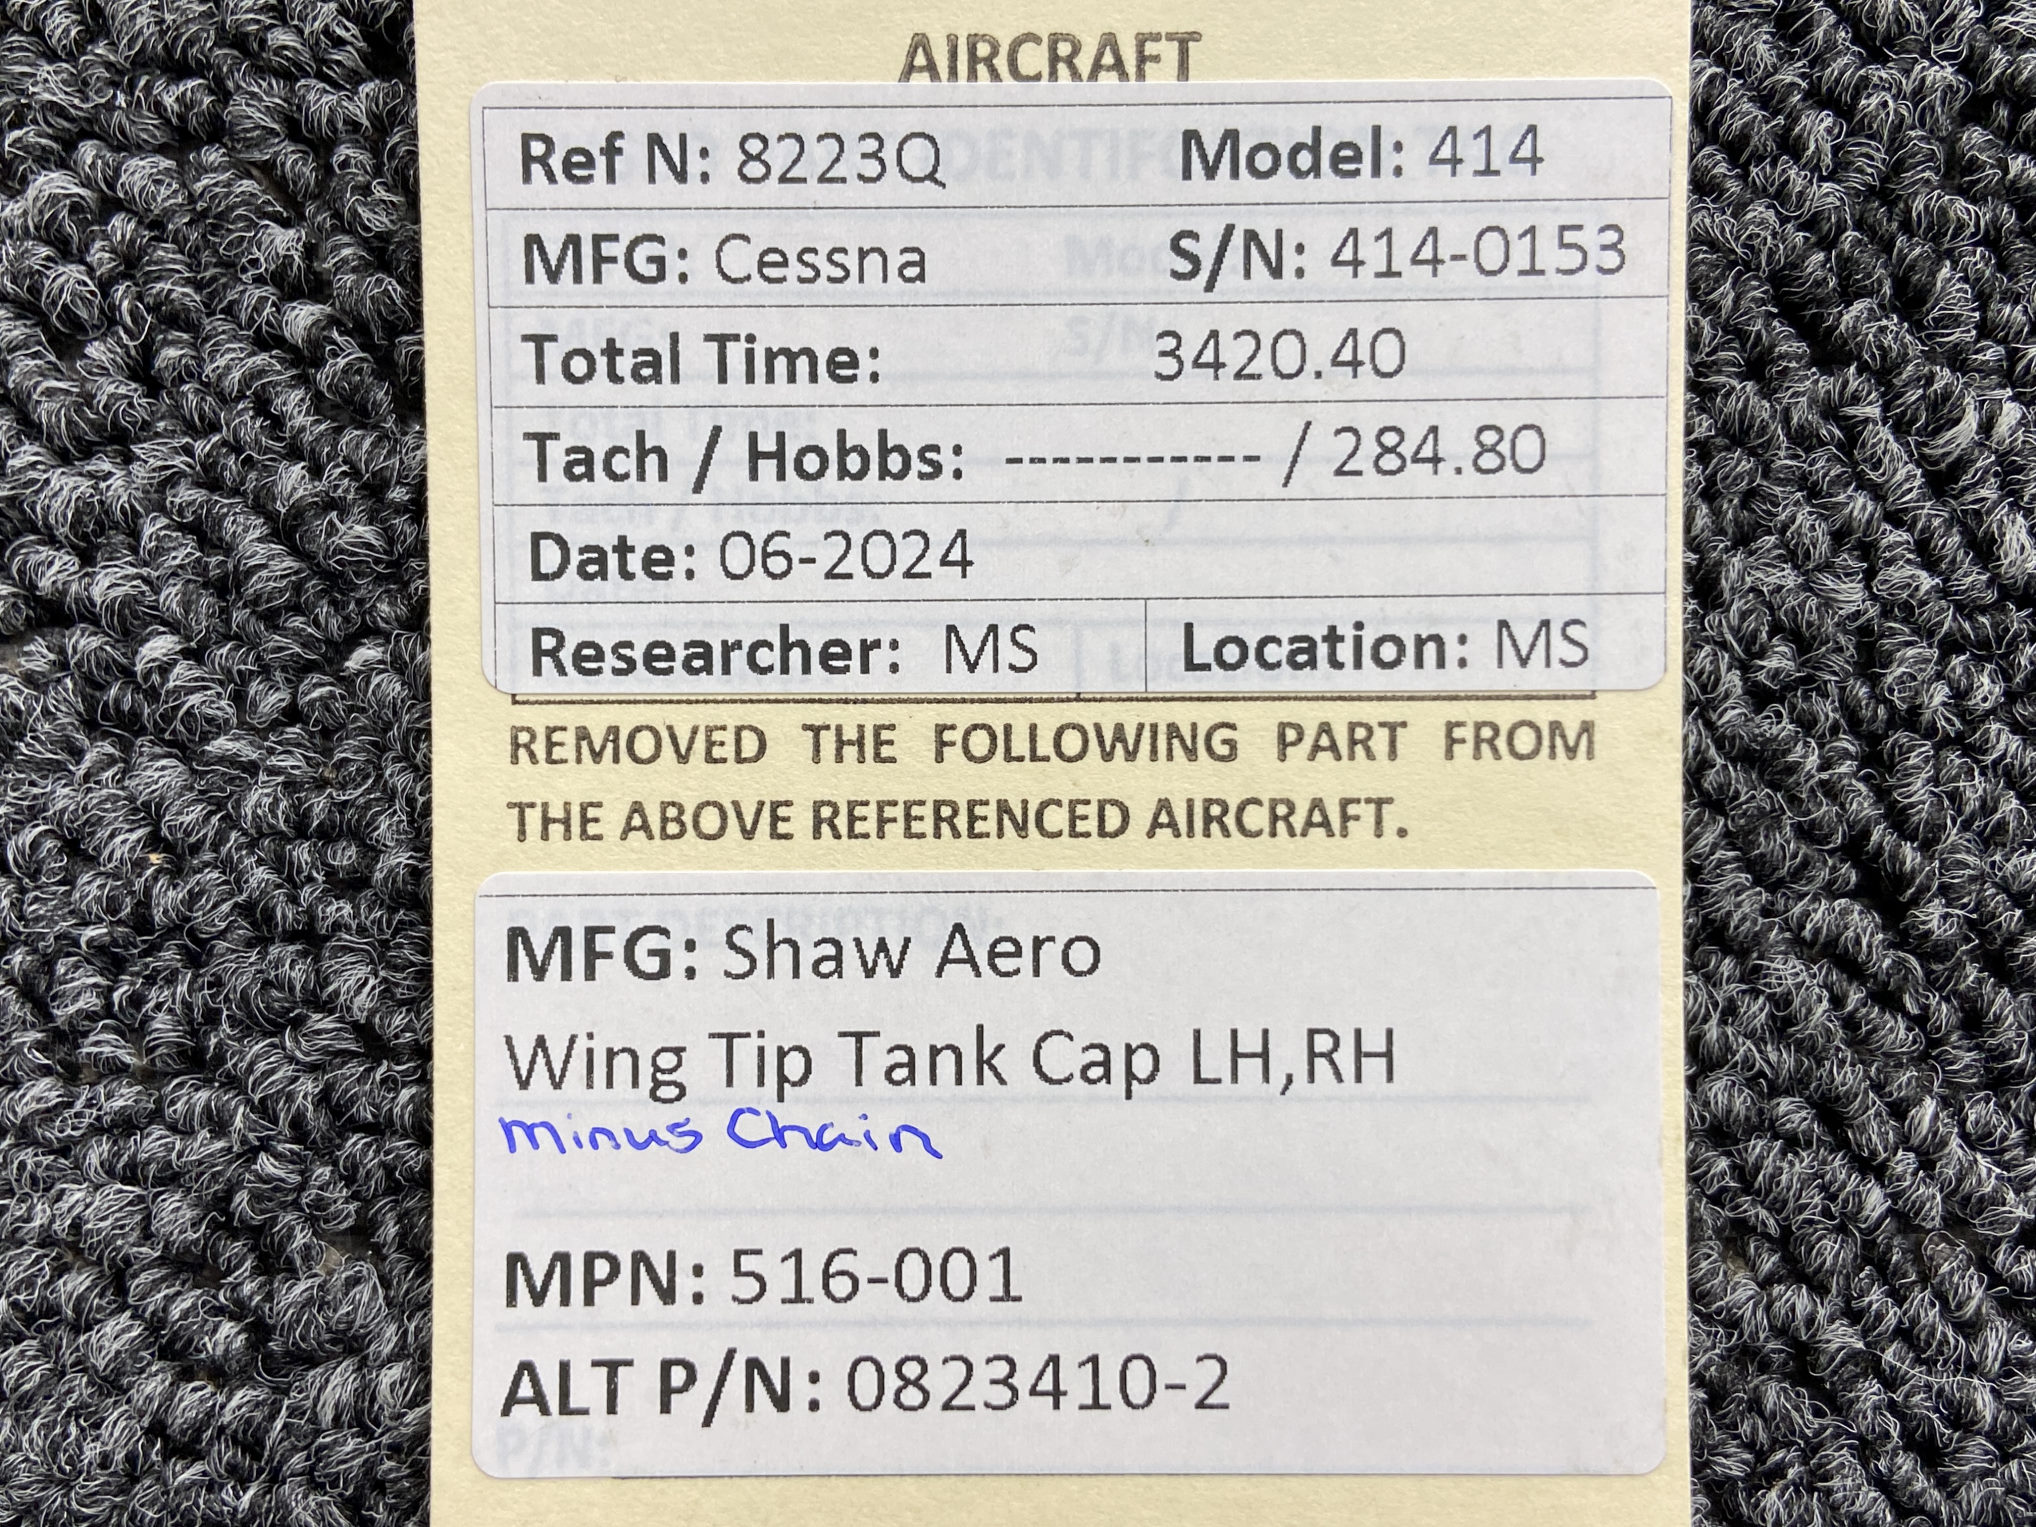 AIRCRAFT
Ref N: 8223Q Model: 414
MFG: Cessna S/N: 414-0153
Total Time: 3420.40
Tach / Hobbs: ----------- / 284.80
Date: 06-2024
Researcher: MS Location: MS
REMOVED THE FOLLOWING PART FROM
THE ABOVE REFERENCED AIRCRAFT.
MFG: Shaw Aero
Wing Tip Tank Cap LH,RH
minus Chain
MPN: 516-001
ALT P/N: 0823410-2
P/N: